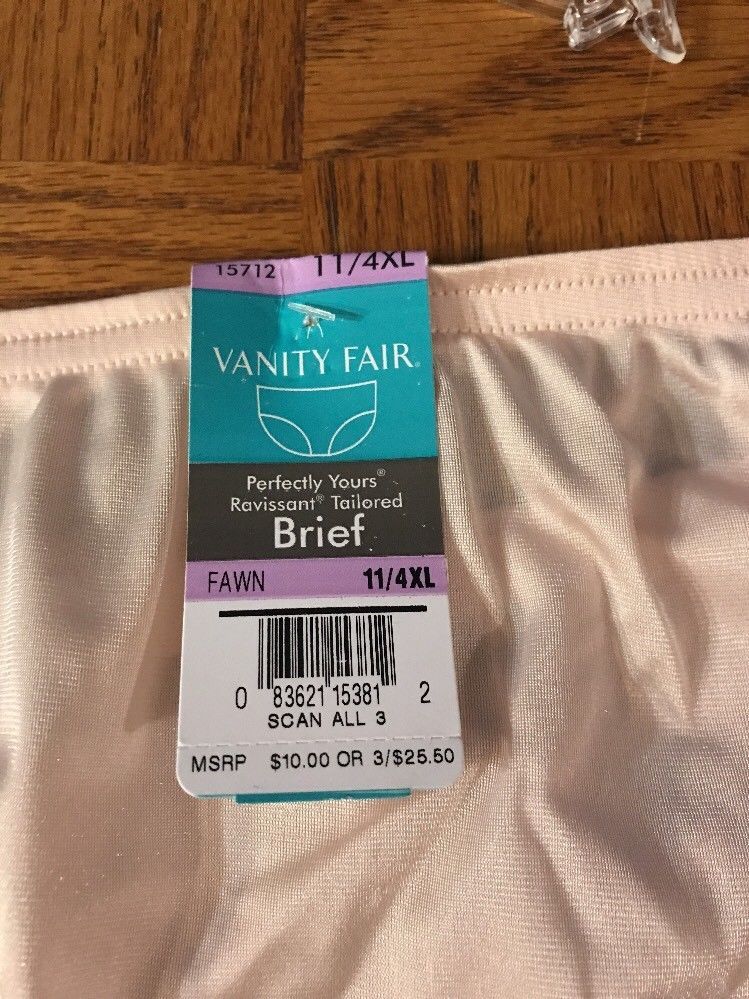 15712 11/4XL
VANITY FAIR®
Perfectly Yours®
Ravissant® Tailored
Brief
FAWN 11/4XL
0 83621 15381 2
SCAN ALL 3
MSRP $10.00 OR 3/$25.50